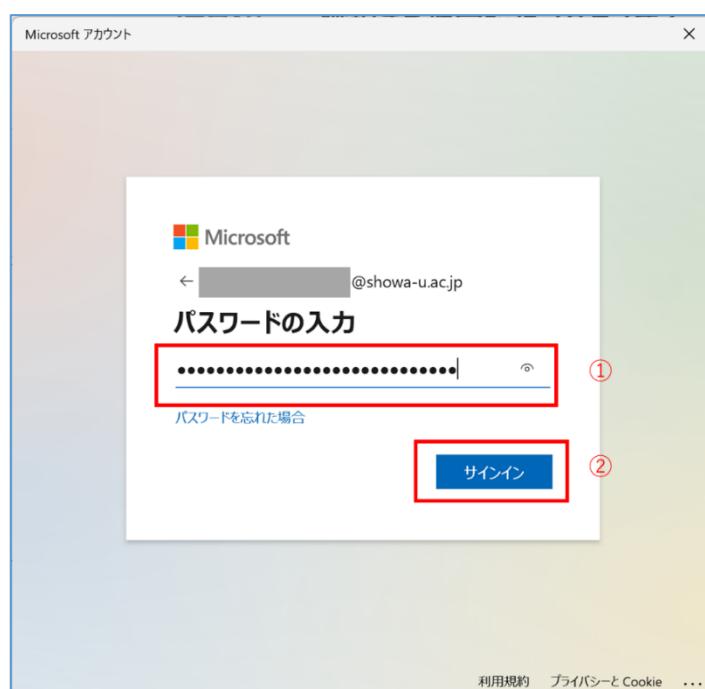 Microsoft アカウント
Microsoft
@showa-u.ac.jp
パスワードの入力
①
パスワードを忘れた場合
サインイン
②
利用規約 プライバシーと Cookie ...